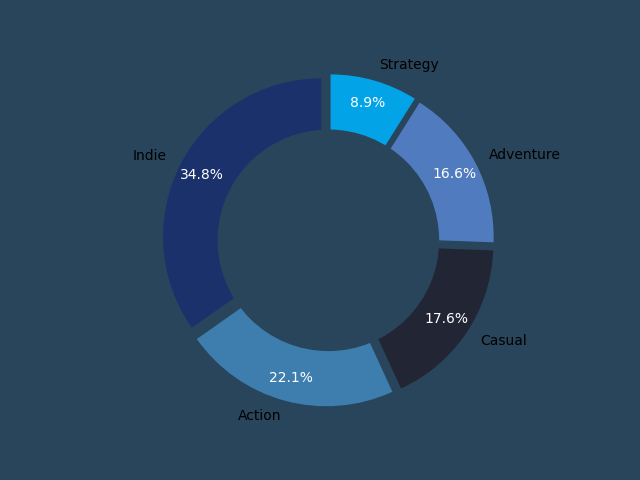 Strategy
8.9%
Adventure
Indie
16.6%
34.8%
17.6%
Casual
22.1%
Action